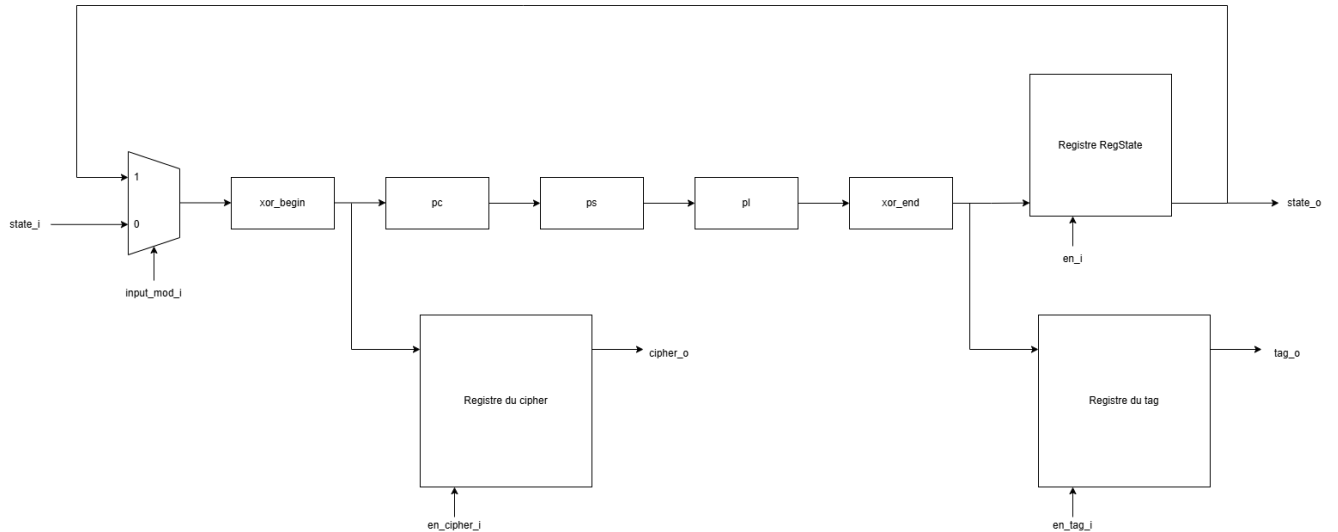 Registre RegState
1
xor_begin
pc
ps
pl
xor_end
state_i
0
state_o
en_i
input_mod_i
cipher_o
tag_o
Registre du cipher
Registre du tag
en_cipher_i
en_tag_i